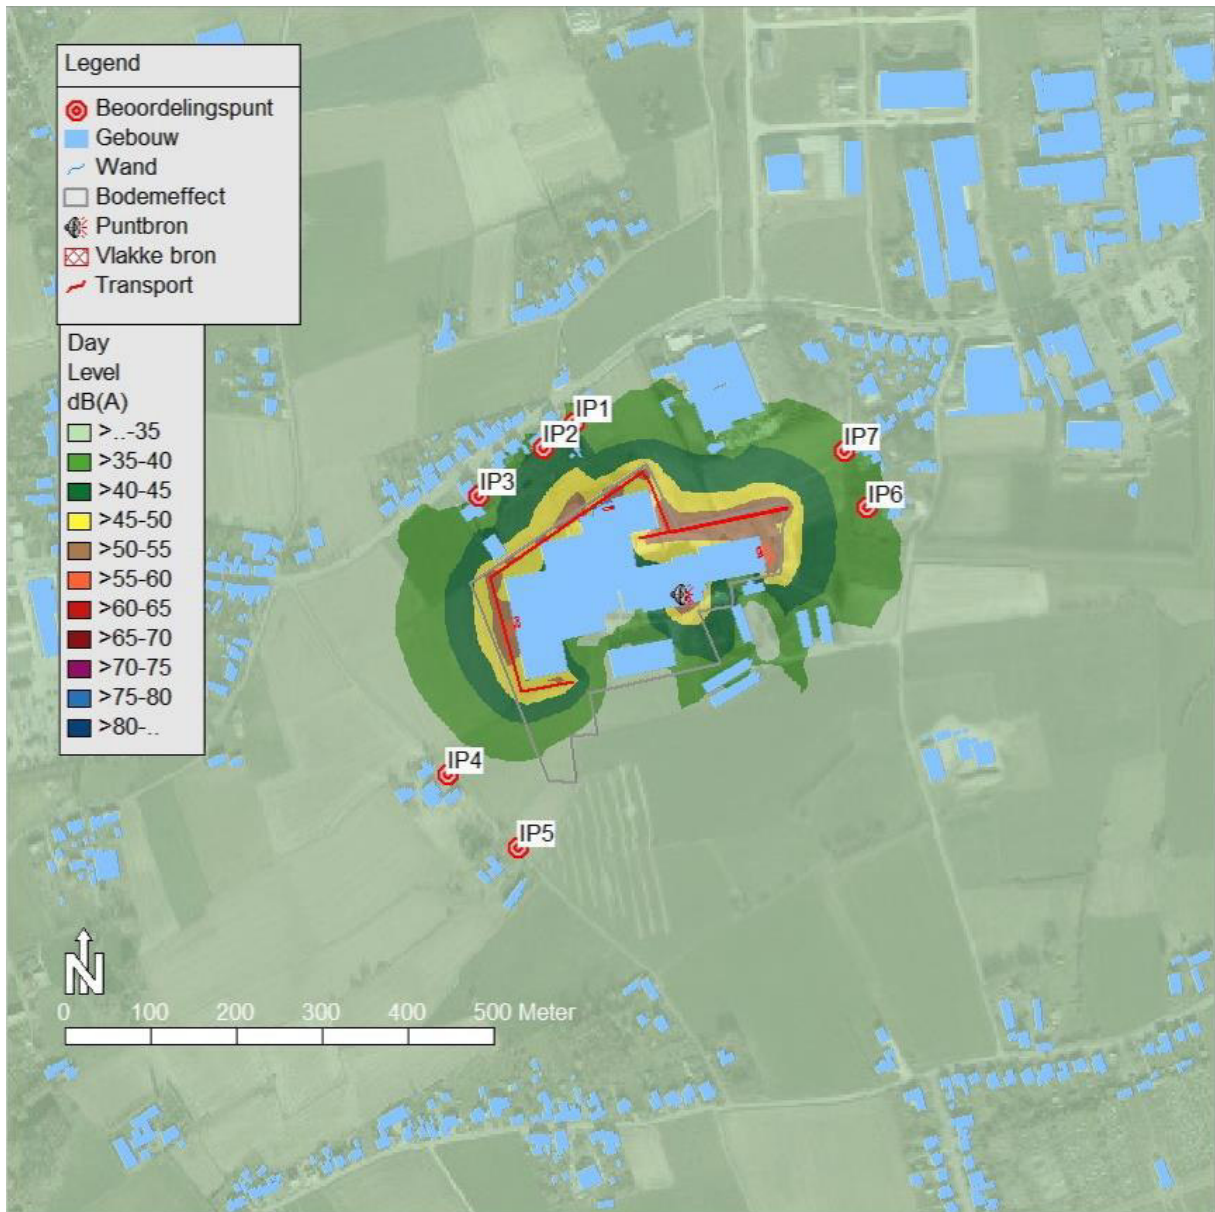 Legend
Beoordelingspunt
Gebouw
Wand
Bodemeffect
Puntbron
Vlakke bron
Transport
Day
Level
dB(A)
>..-35
>35-40
>40-45
>45-50
>50-55
>55-60
>60-65
>65-70
>70-75
>75-80
>80-..
IP1
IP2
IP7
IP3
IP6
IP4
IP5
N
0 100 200 300 400 500 Meter